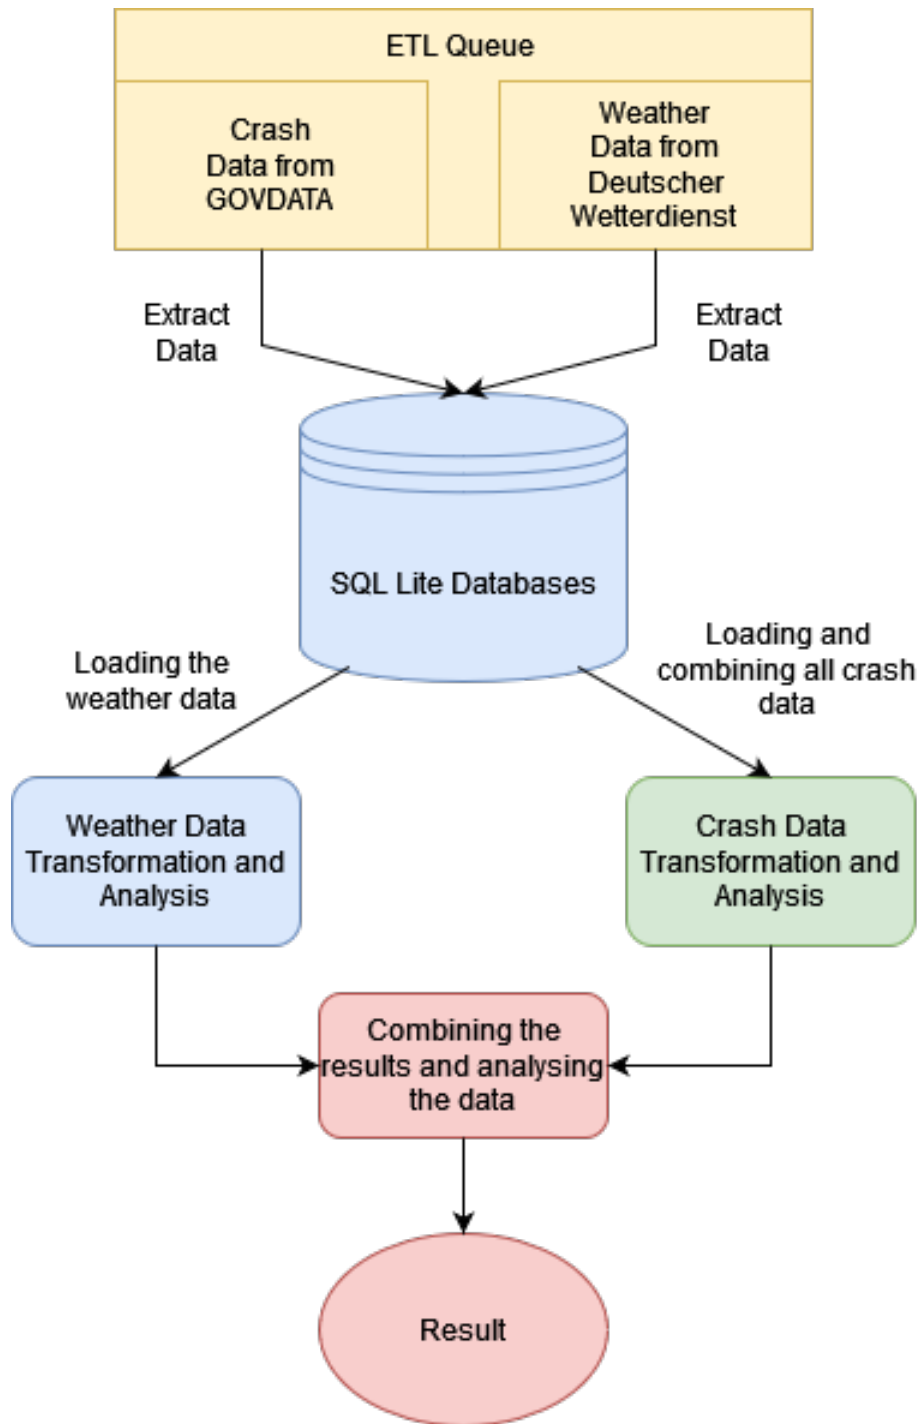 ETL Queue
Crash
Data from
GOVDATA
Weather
Data from
Deutscher
Wetterdienst
Extract
Data
Extract
Data
SQL Lite Databases
Loading the
weather data
Loading and
combining all crash
data
Weather Data
Transformation and
Analysis
Crash Data
Transformation and
Analysis
Combining the
results and analysing
the data
Result